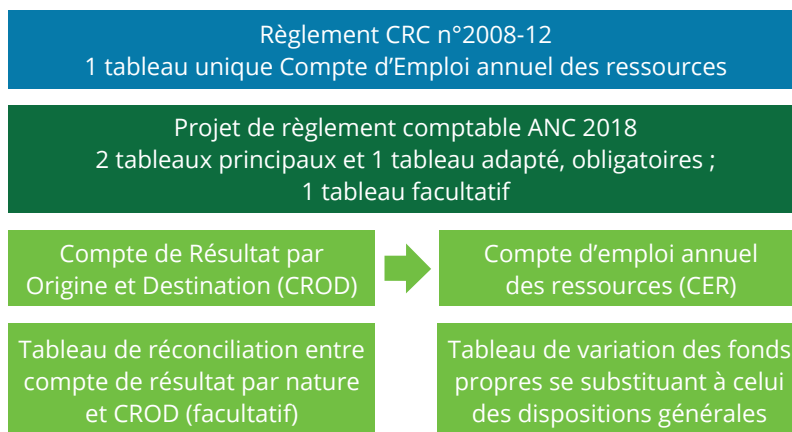 Règlement CRC n°2008-12
1 tableau unique Compte d'Emploi annuel des ressources
Projet de règlement comptable ANC 2018
2 tableaux principaux et 1 tableau adapté, obligatoires ;
1 tableau facultatif
Compte de Résultat par
Origine et Destination (CROD)
Compte d'emploi annuel
des ressources (CER)
Tableau de réconciliation entre
compte de résultat par nature
et CROD (facultatif)
Tableau de variation des fonds
propres se substituant à celui
des dispositions générales